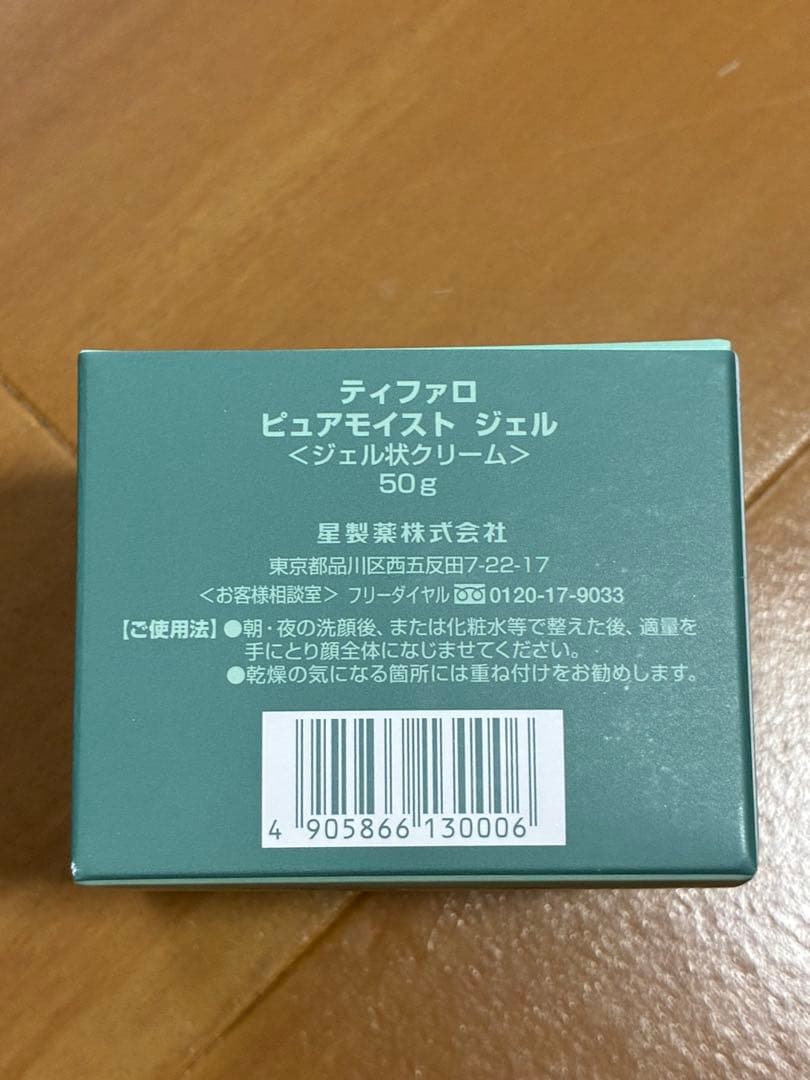 ティファロ
ピュアモイスト ジェル
＜ジェル状クリーム＞
50g
星製薬株式会社
東京都品川区西五反田7-22-17
＜お客様相談室＞ フリーダイヤル 0120-17-9033
【ご使用法】●朝・夜の洗顔後、または化粧水等で整えた後、適量を
手にとり顔全体になじませてください。
●乾燥の気になる箇所には重ね付けをお勧めします。
4 905866 130006